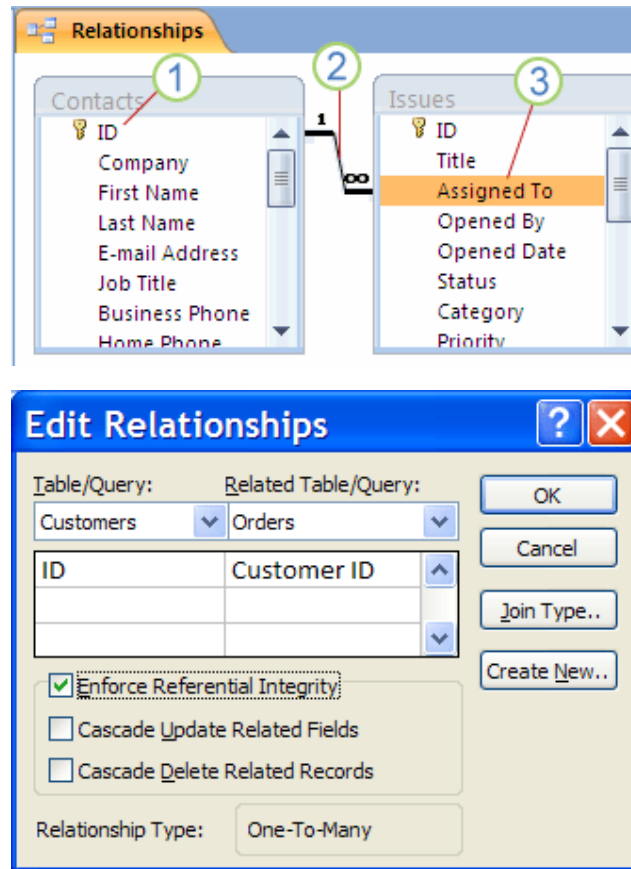 Relationships
1
2
3
Contacts
ID
Company
First Name
Last Name
E-mail Address
Job Title
Business Phone
Home Phone
1
∞
Issues
ID
Title
Assigned To
Opened By
Opened Date
Status
Category
Priority
Edit Relationships
?
Table/Query: Related Table/Query:
Customers Orders
ID Customer ID
Enforce Referential Integrity
Cascade Update Related Fields
Cascade Delete Related Records
Relationship Type: One-To-Many
OK
Cancel
Join Type..
Create New..